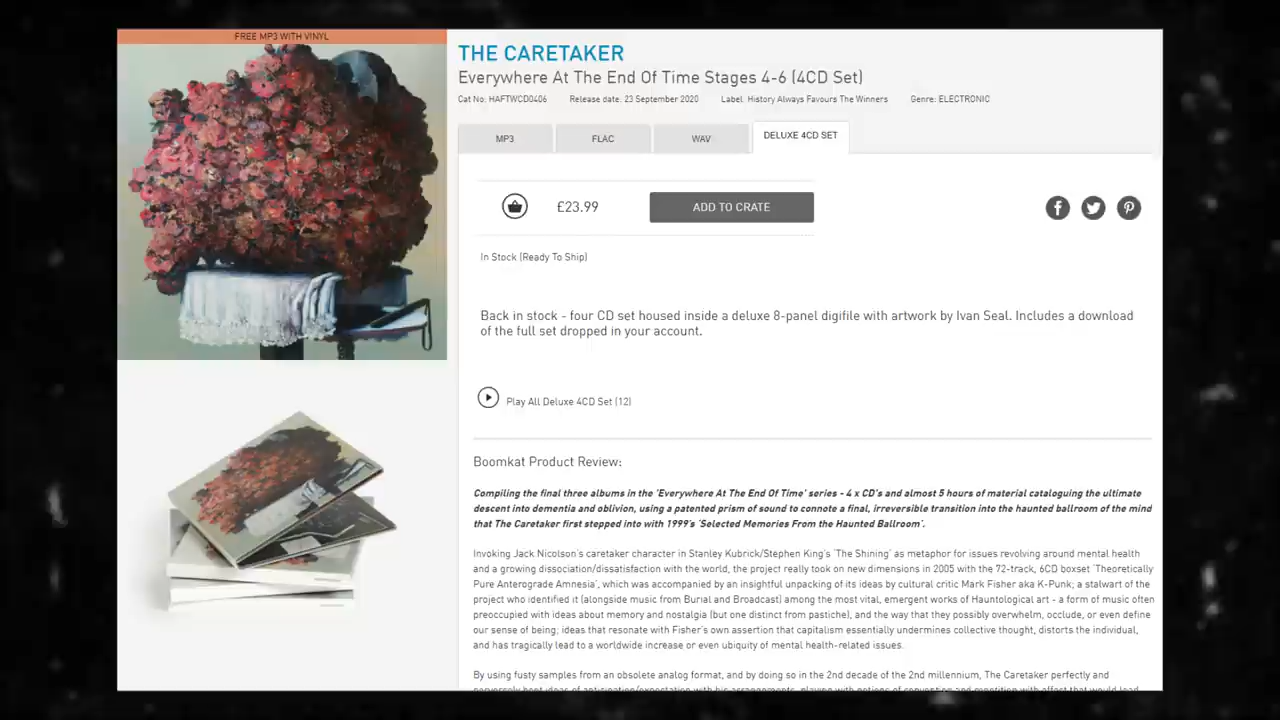 FREE MP3 WITH VINYL
THE CARETAKER
Everywhere At The End Of Time Stages 4-6 (4CD Set)
Cat No: HAFTWCD0406 Release date: 23 September 2020 Label: History Always Favours The Winners Genre: ELECTRONIC
MP3 FLAC WAV DELUXE 4CD SET
£23.99 ADD TO CRATE
In Stock (Ready To Ship)
Back in stock - four CD set housed inside a deluxe 8-panel digifile with artwork by Ivan Seal. Includes a download
of the full set dropped in your account.
Play All Deluxe 4CD Set (12)
Boomkat Product Review:
Compiling the final three albums in the 'Everywhere At The End Of Time' series - 4 x CD's and almost 5 hours of material cataloguing the ultimate
descent into dementia and oblivion, using a patented prism of sound to connote a final, irreversible transition into the haunted ballroom of the mind
that The Caretaker first stepped into with 1999's 'Selected Memories From the Haunted Ballroom'.
Invoking Jack Nicolson's caretaker character in Stanley Kubrick/Stephen King's 'The Shining' as metaphor for issues revolving around mental health
and a growing dissociation/dissatisfaction with the world, the project really took on new dimensions in 2005 with the 72-track, 6CD boxset 'Theoretically
Pure Anterograde Amnesia', which was accompanied by an insightful unpacking of its ideas by cultural critic Mark Fisher aka K-Punk; a stalwart of the
project who identified it (alongside music from Burial and Broadcast) among the most vital, emergent works of Hauntological art - a form of music often
preoccupied with ideas about memory and nostalgia (but one distinct from pastiche), and the way that they possibly overwhelm, occlude, or even define
our sense of being; ideas that resonate with Fisher's own assertion that capitalism essentially undermines collective thought, distorts the individual,
and has tragically lead to a worldwide increase or even ubiquity of mental health-related issues.
By using fusty samples from an obsolete analog format, and by doing so in the 2nd decade of the 2nd millennium, The Caretaker perfectly and